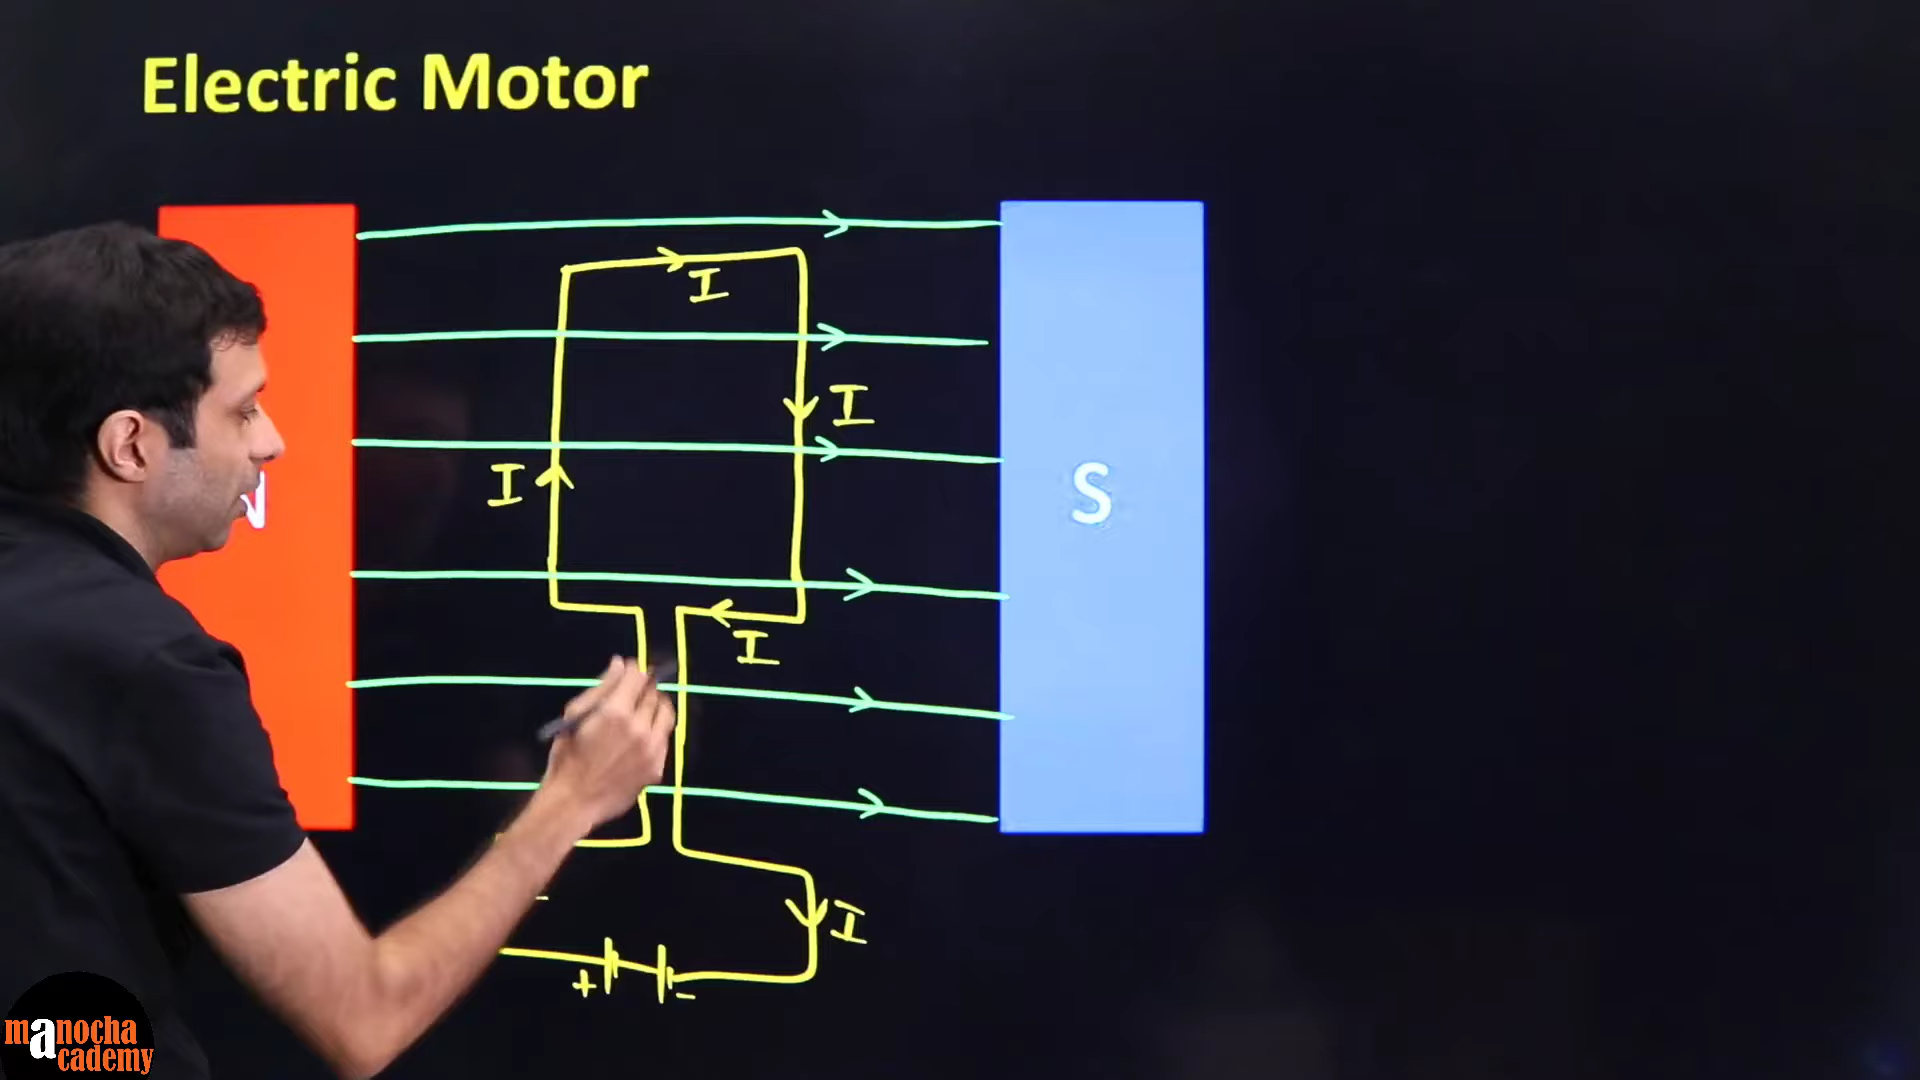 Electric Motor
I
I
I
N
S
I
I
+
-
manocha
academy